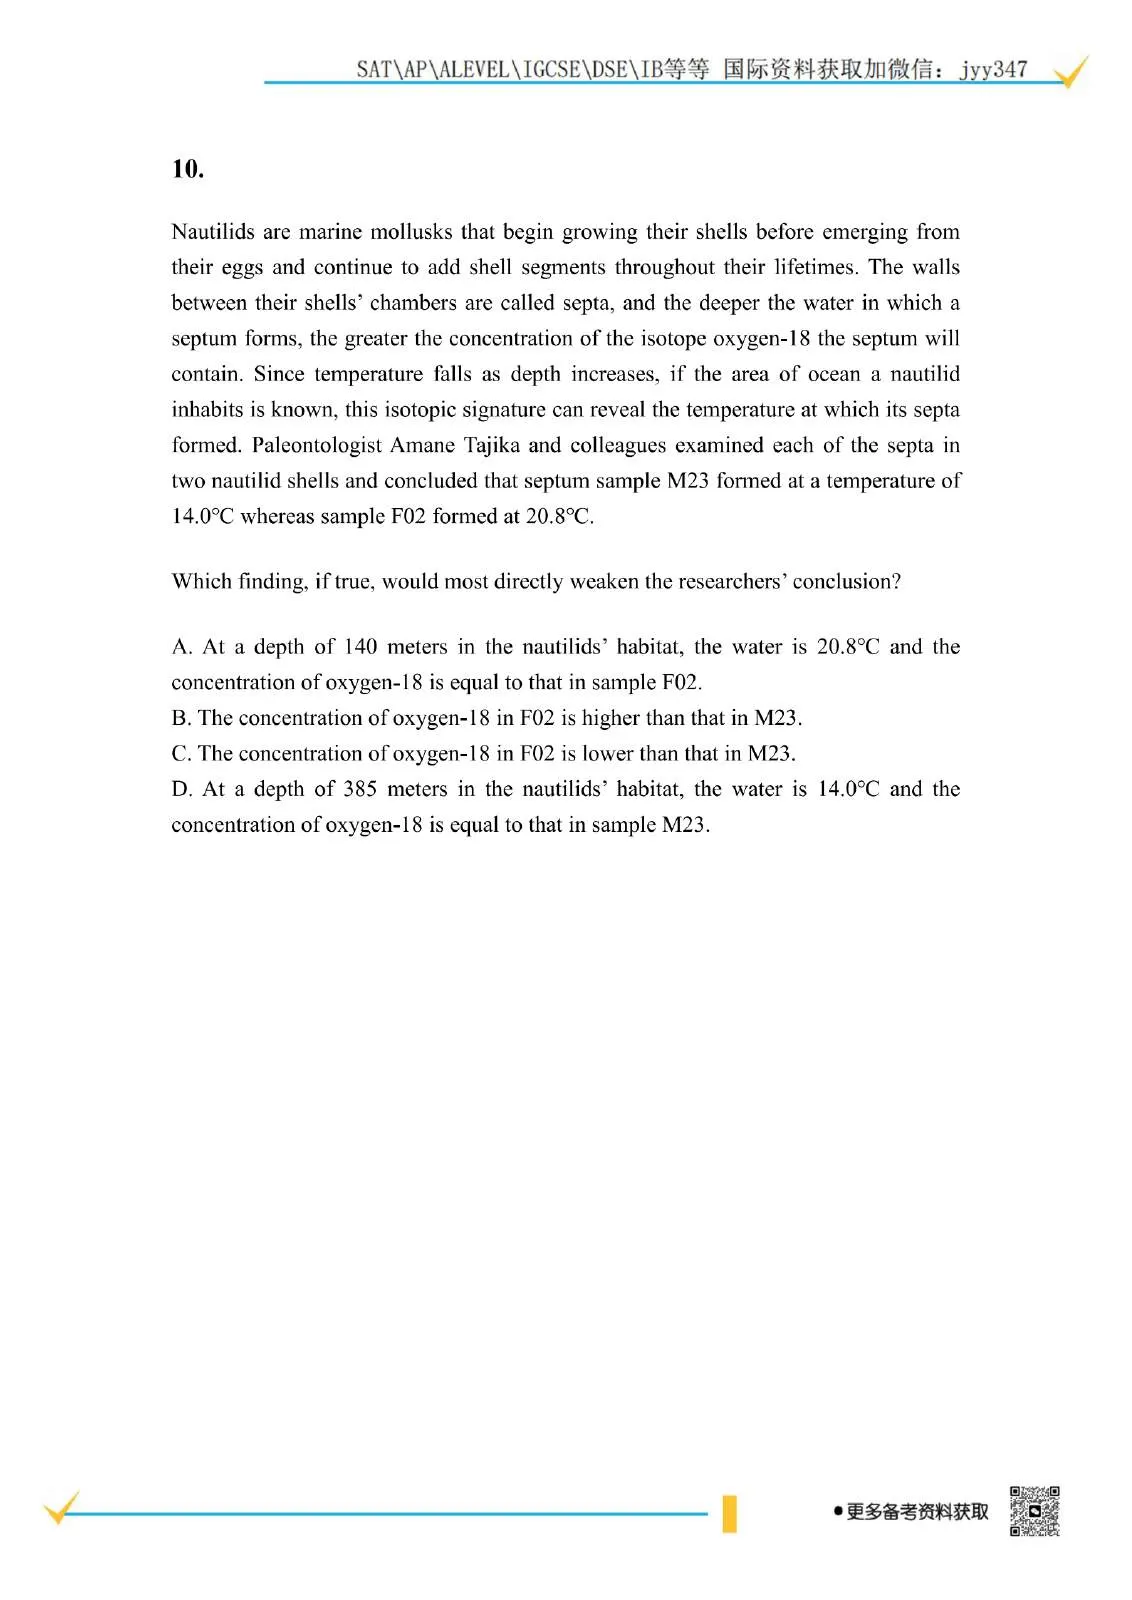 SAT\AP\ALEVEL\IGCSE\DSE\IB等等 国际资料获取加微信：jyy347
10.
Nautilids are marine mollusks that begin growing their shells before emerging from
their eggs and continue to add shell segments throughout their lifetimes. The walls
between their shells’ chambers are called septa, and the deeper the water in which a
septum forms, the greater the concentration of the isotope oxygen-18 the septum will
contain. Since temperature falls as depth increases, if the area of ocean a nautilid
inhabits is known, this isotopic signature can reveal the temperature at which its septa
formed. Paleontologist Amane Tajika and colleagues examined each of the septa in
two nautilid shells and concluded that septum sample M23 formed at a temperature of
14.0℃ whereas sample F02 formed at 20.8℃.
Which finding, if true, would most directly weaken the researchers’ conclusion?
A. At a depth of 140 meters in the nautilids’ habitat, the water is 20.8℃ and the
concentration of oxygen-18 is equal to that in sample F02.
B. The concentration of oxygen-18 in F02 is higher than that in M23.
C. The concentration of oxygen-18 in F02 is lower than that in M23.
D. At a depth of 385 meters in the nautilids’ habitat, the water is 14.0℃ and the
concentration of oxygen-18 is equal to that in sample M23.
•更多备考资料获取